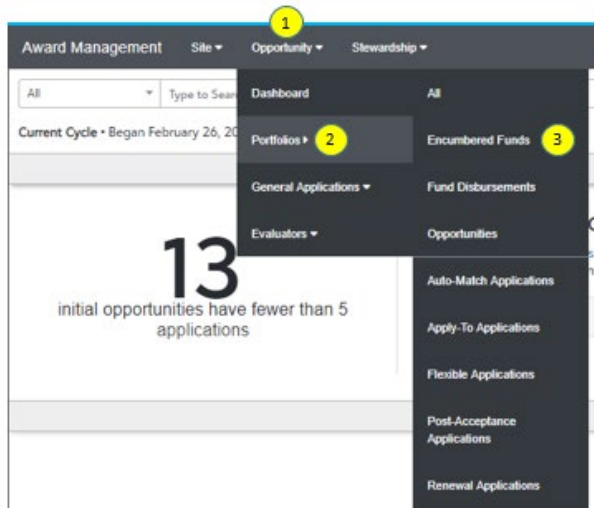 1
Award Management Site Opportunity Stewardship
All Type to Sear Dashboard All
Current Cycle • Began February 26, 20 Portfolios 2 Encumbered Funds 3
General Applications Fund Disbursements
Evaluators Opportunities
13
initial opportunities have fewer than 5
applications
Auto-Match Applications
Apply-To Applications
Flexible Applications
Post-Acceptance
Applications
Renewal Applications